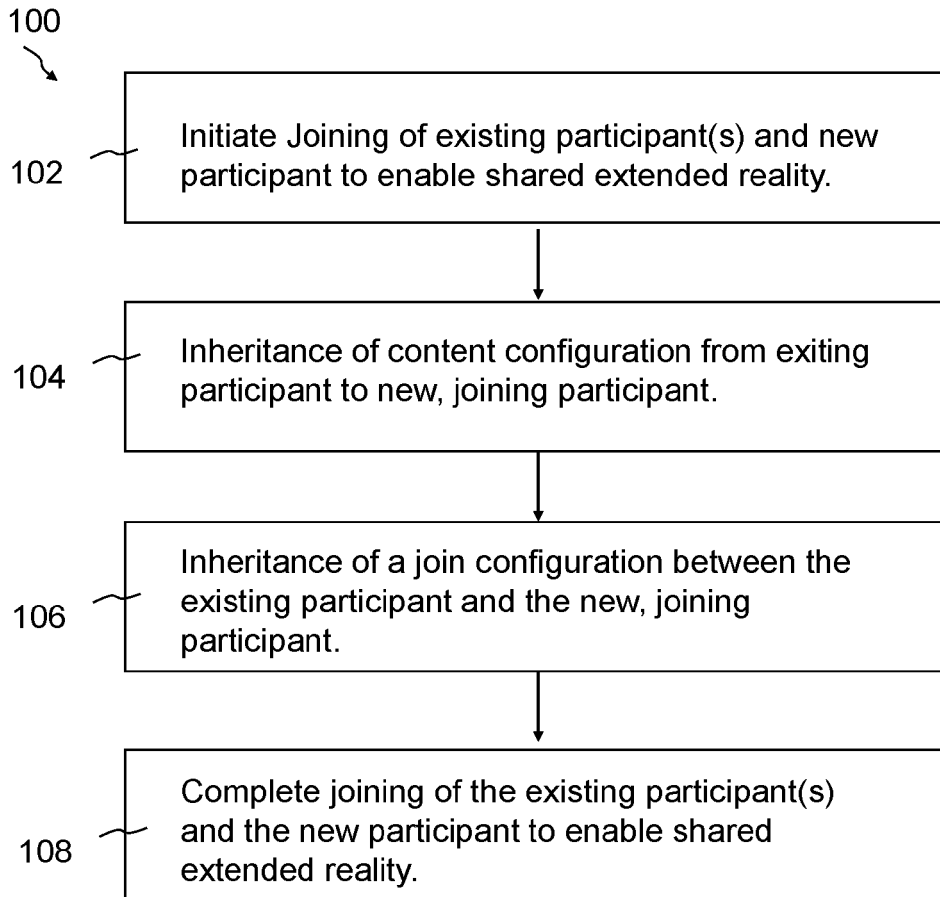 100
102
Initiate Joining of existing participant(s) and new
participant to enable shared extended reality.
104
Inheritance of content configuration from exiting
participant to new, joining participant.
106
Inheritance of a join configuration between the
existing participant and the new, joining
participant.
108
Complete joining of the existing participant(s)
and the new participant to enable shared
extended reality.